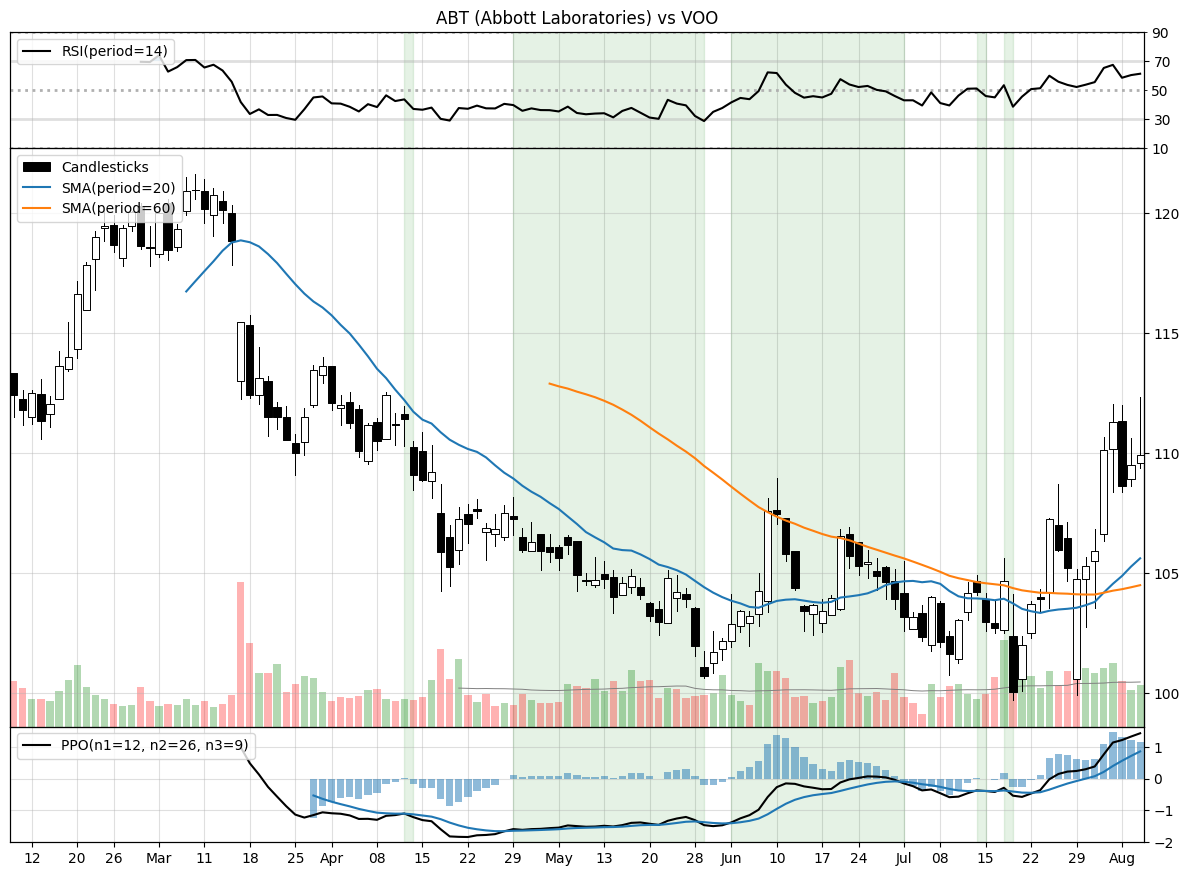 ABT (Abbott Laboratories) vs VOO
RSI(period=14)
90
70
50
30
10
Candlesticks
SMA(period=20)
SMA(period=60)
120
115
110
105
100
PPO(n1=12, n2=26, n3=9)
1
0
−1
−2
12 20 26 Mar 11 18 25 Apr 08 15 22 29 May 13 20 28 Jun 10 17 24 Jul 08 15 22 29 Aug